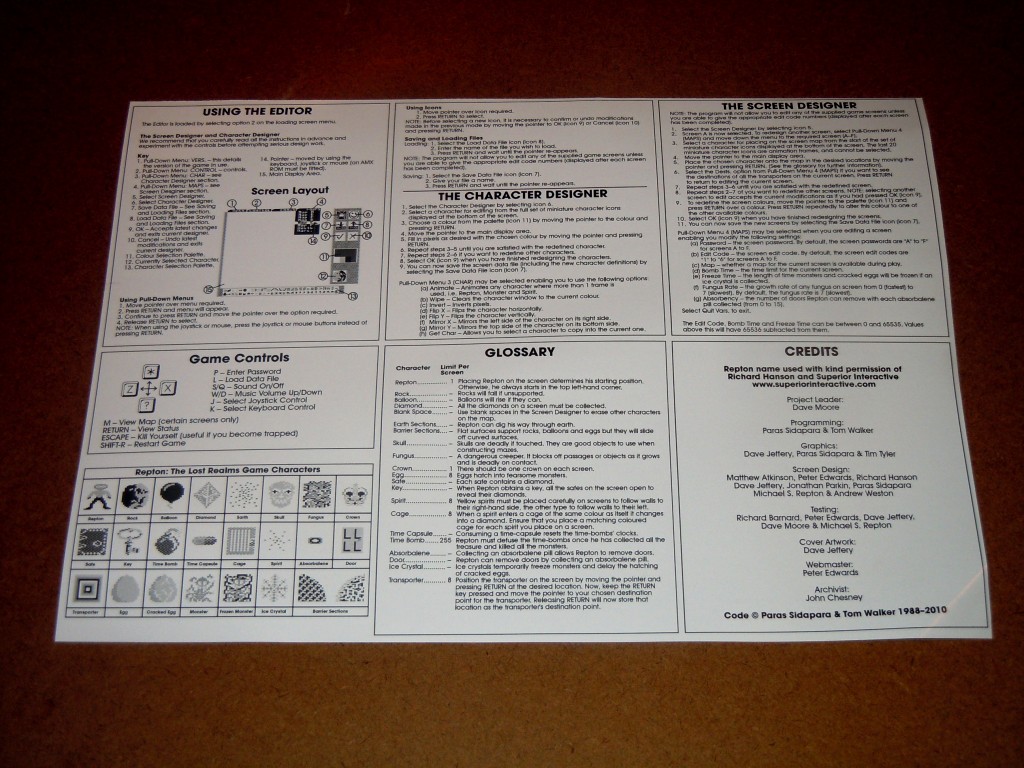 USING THE EDITOR
The Editor is loaded by selecting option 2 on the loading screen menu.
The Screen Designer and Character Designer
We recommend that you carefully read all the instructions in advance and
experiment with the controls before attempting serious design work.
Key
1. Pull-Down Menu: VERS. – this details
the version of the game in use.
2. Pull-Down Menu: CONTROL – controls.
3. Pull-Down Menu: CHAR – see
Character Designer section.
4. Pull-Down Menu: MAPS – see
Screen Designer section.
5. Select Screen Designer.
6. Select Character Designer.
7. Save Data File – See Saving
and Loading Files section.
8. Load Data File – See Saving
and Loading Files section.
9. OK – Accepts latest changes
and exits current designer.
10. Cancel – Undo latest
modifications and exits
current designer.
11. Colour Selection Palette.
12. Currently Selected Character.
13. Character Selection Palette.
14. Pointer – moved by using the
keyboard, joystick or mouse (an AMX
ROM must be fitted).
15. Main Display Area.
Screen Layout
1 2 3 4
5 6
7 8
9 10
14
11
12
15
13
Using Pull-Down Menus
1. Move pointer over menu required.
2. Press RETURN and menu will appear.
3. Continue to press RETURN and move the pointer over the option required.
4. Release RETURN to select.
NOTE: When using the joystick or mouse, press the joystick or mouse buttons instead of
pressing RETURN.
Using Icons
1. Move pointer over icon required.
2. Press RETURN to select.
NOTE: Before selecting a new icon, it is necessary to confirm or undo modifications
made in the previous mode by moving the pointer to OK (icon 9) or Cancel (icon 10)
and pressing RETURN.
Saving and Loading Files
Loading: 1. Select the Load Data File icon (icon 8).
2. Enter the name of the file you wish to load.
3. Press RETURN and wait until the pointer re-appears.
NOTE: The program will not allow you to edit any of the supplied game screens unless
you are able to give the appropriate edit code numbers (displayed after each screen
has been completed).
Saving: 1. Select the Save Data File icon (icon 7).
2. Give your file a name.
3. Press RETURN and wait until the pointer re-appears.
THE CHARACTER DESIGNER
1. Select the Character Designer by selecting icon 6.
2. Select a character for editing from the full set of miniature character icons
displayed at the bottom of the screen.
3. Choose a colour from the palette (icon 11) by moving the pointer to the colour and
pressing RETURN.
4. Move the pointer to the main display area.
5. Fill in pixels as desired with the chosen colour by moving the pointer and pressing
RETURN.
6. Repeat steps 3–5 until you are satisfied with the redefined character.
7. Repeat steps 2–6 if you want to redefine other characters.
8. Select OK (icon 9) when you have finished redesigning the characters.
9. You can now save this screen data file (including the new character definitions) by
selecting the Save Data File icon (icon 7).
Pull-Down Menu 3 (CHAR) may be selected enabling you to use the following options:
(a) Animate – Animates any character where more than 1 frame is
used, i.e. Repton, Monster and Spirit.
(b) Wipe – Clears the character window to the current colour.
(c) Invert – Inverts pixels.
(d) Flip X – Flips the character horizontally.
(e) Flip Y – Flips the character vertically.
(f) Mirror X – Mirrors the left side of the character on its right side.
(g) Mirror Y – Mirrors the top side of the character on its bottom side.
(h) Get Char – Allows you to select a character to copy into the current one.
THE SCREEN DESIGNER
NOTE: The program will not allow you to edit any of the supplied game screens unless
you are able to give the appropriate edit code numbers (displayed after each screen
has been completed).
1. Select the Screen Designer by selecting icon 5.
2. Screen A is now selected. To redesign another screen, select Pull-Down Menu 4
(MAPS) and move down the menu to the required screen (A–F).
3. Select a character for placing on the screen map from the start of the set of
miniature character icons displayed at the bottom of the screen. The last 20
miniature character icons are animation frames, and cannot be selected.
4. Move the pointer to the main display area.
5. Place the chosen characters onto the map in the desired locations by moving the
pointer and pressing RETURN. (See the glossary for further information).
6. Select the Dests. option from Pull-Down Menu 4 (MAPS) if you want to see
the destinations of all the transporters on the current screen. Press RETURN
to return to editing the current screen.
7. Repeat steps 3–6 until you are satisfied with the redefined screen.
8. Repeat steps 2–7 if you want to redefine other screens. NOTE: selecting another
screen to edit accepts the current modifications as if you had pressed OK (icon 9).
9. To redefine the screen colours, move the pointer to the palette (icon 11) and
press RETURN over a colour. Press RETURN repeatedly to alter this colour to one of
the other available colours.
10. Select OK (icon 9) when you have finished redesigning the screens.
11. You can now save the new screens by selecting the Save Data File icon (icon 7).
Pull-Down Menu 4 (MAPS) may be selected when you are editing a screen
enabling you modify the following settings:
(a) Password – the screen password. By default, the screen passwords are "A" to "F"
for screens A to F.
(b) Edit Code – the screen edit code. By default, the screen edit codes are
"1" to "6" for screens A to F.
(c) Map – whether a map for the current screen is available during play.
(d) Bomb Time – the time limit for the current screen.
(e) Freeze Time – the length of time monsters and cracked eggs will be frozen if an
ice crystal is collected.
(f) Fungus Rate – the growth rate of any fungus on screen from 0 (fastest) to
7 (slowest). By default, the fungus rate is 7 (slowest).
(g) Absorbency – the number of doors Repton can remove with each absorbalene
pill collected (from 0 to 15).
Select Quit Vars. to exit.
The Edit Code, Bomb Time and Freeze Time can be between 0 and 65535. Values
above this will have 65536 subtracted from them.
Game Controls
*
Z X
?
P – Enter Password
L – Load Data File
S/Q – Sound On/Off
W/D – Music Volume Up/Down
J – Select Joystick Control
K – Select Keyboard Control
M – View Map (certain screens only)
RETURN – View Status
ESCAPE – Kill Yourself (useful if you become trapped)
SHIFT-R – Restart Game
Repton: The Lost Realms Game Characters
Repton Rock Balloon Diamond Earth Skull Fungus Crown
Safe Key Time Bomb Time Capsule Cage Spirit Absorbalene Door
Transporter Egg Cracked Egg Monster Frozen Monster Ice Crystal Barrier Sections
GLOSSARY
Character Limit Per
Screen
Repton............. 1 Placing Repton on the screen determines his starting position.
Otherwise, he always starts in the top left-hand corner.
Rock................. – Rocks will fall if unsupported.
Balloon............. – Balloons will rise if they can.
Diamond........... – All the diamonds on a screen must be collected.
Blank Space...... – Use blank spaces in the Screen Designer to erase other characters
on the map.
Earth Sections..... – Repton can dig his way through earth.
Barrier Sections.... – Flat surfaces support rocks, balloons and eggs but they will slide
off curved surfaces.
Skull.................. – Skulls are deadly if touched. They are good objects to use when
constructing mazes.
Fungus............... – A dangerous creeper. It blocks off passages or objects as it grows
and is deadly on contact.
Crown................ 1 There should be one crown on each screen.
Egg................... 8 Eggs hatch into fearsome monsters.
Safe.................. – Each safe contains a diamond.
Key................... – When Repton obtains a key, all the safes on the screen open to
reveal their diamonds.
Spirit................. 8 Yellow spirits must be placed carefully on screens to follow walls to
their right-hand side, the other type to follow walls to their left.
Cage................. 8 When a spirit enters a cage of the same colour as itself it changes
into a diamond. Ensure that you place a matching coloured
cage for each spirit you place on a screen.
Time Capsule...... – Consuming a time-capsule resets the time-bombs' clocks.
Time Bomb....... 255 Repton must defuse the time-bombs once he has collected all the
treasure and killed all the monsters.
Absorbalene....... – Collecting an absorbalene pill allows Repton to remove doors.
Door.................. – Repton can remove doors by collecting an absorbalene pill.
Ice Crystal.......... – Ice crystals temporarily freeze monsters and delay the hatching
of cracked eggs.
Transporter......... 8 Position the transporter on the screen by moving the pointer and
pressing RETURN at the desired location. Now, keep the RETURN
key pressed and move the pointer to your chosen destination
point for the transporter. Releasing RETURN will now store that
location as the transporter's destination point.
CREDITS
Repton name used with kind permission of
Richard Hanson and Superior Interactive
www.superiorinteractive.com
Project Leader:
Dave Moore
Programming:
Paras Sidapara & Tom Walker
Graphics:
Dave Jeffery, Paras Sidapara & Tim Tyler
Screen Design:
Matthew Atkinson, Peter Edwards, Richard Hanson
Dave Jeffery, Jonathan Parkin, Paras Sidapara
Michael S. Repton & Andrew Weston
Testing:
Richard Barnard, Peter Edwards, Dave Jeffery,
Dave Moore & Michael S. Repton
Cover Artwork:
Dave Jeffery
Webmaster:
Peter Edwards
Archivist:
John Chesney
Code © Paras Sidapara & Tom Walker 1988–2010